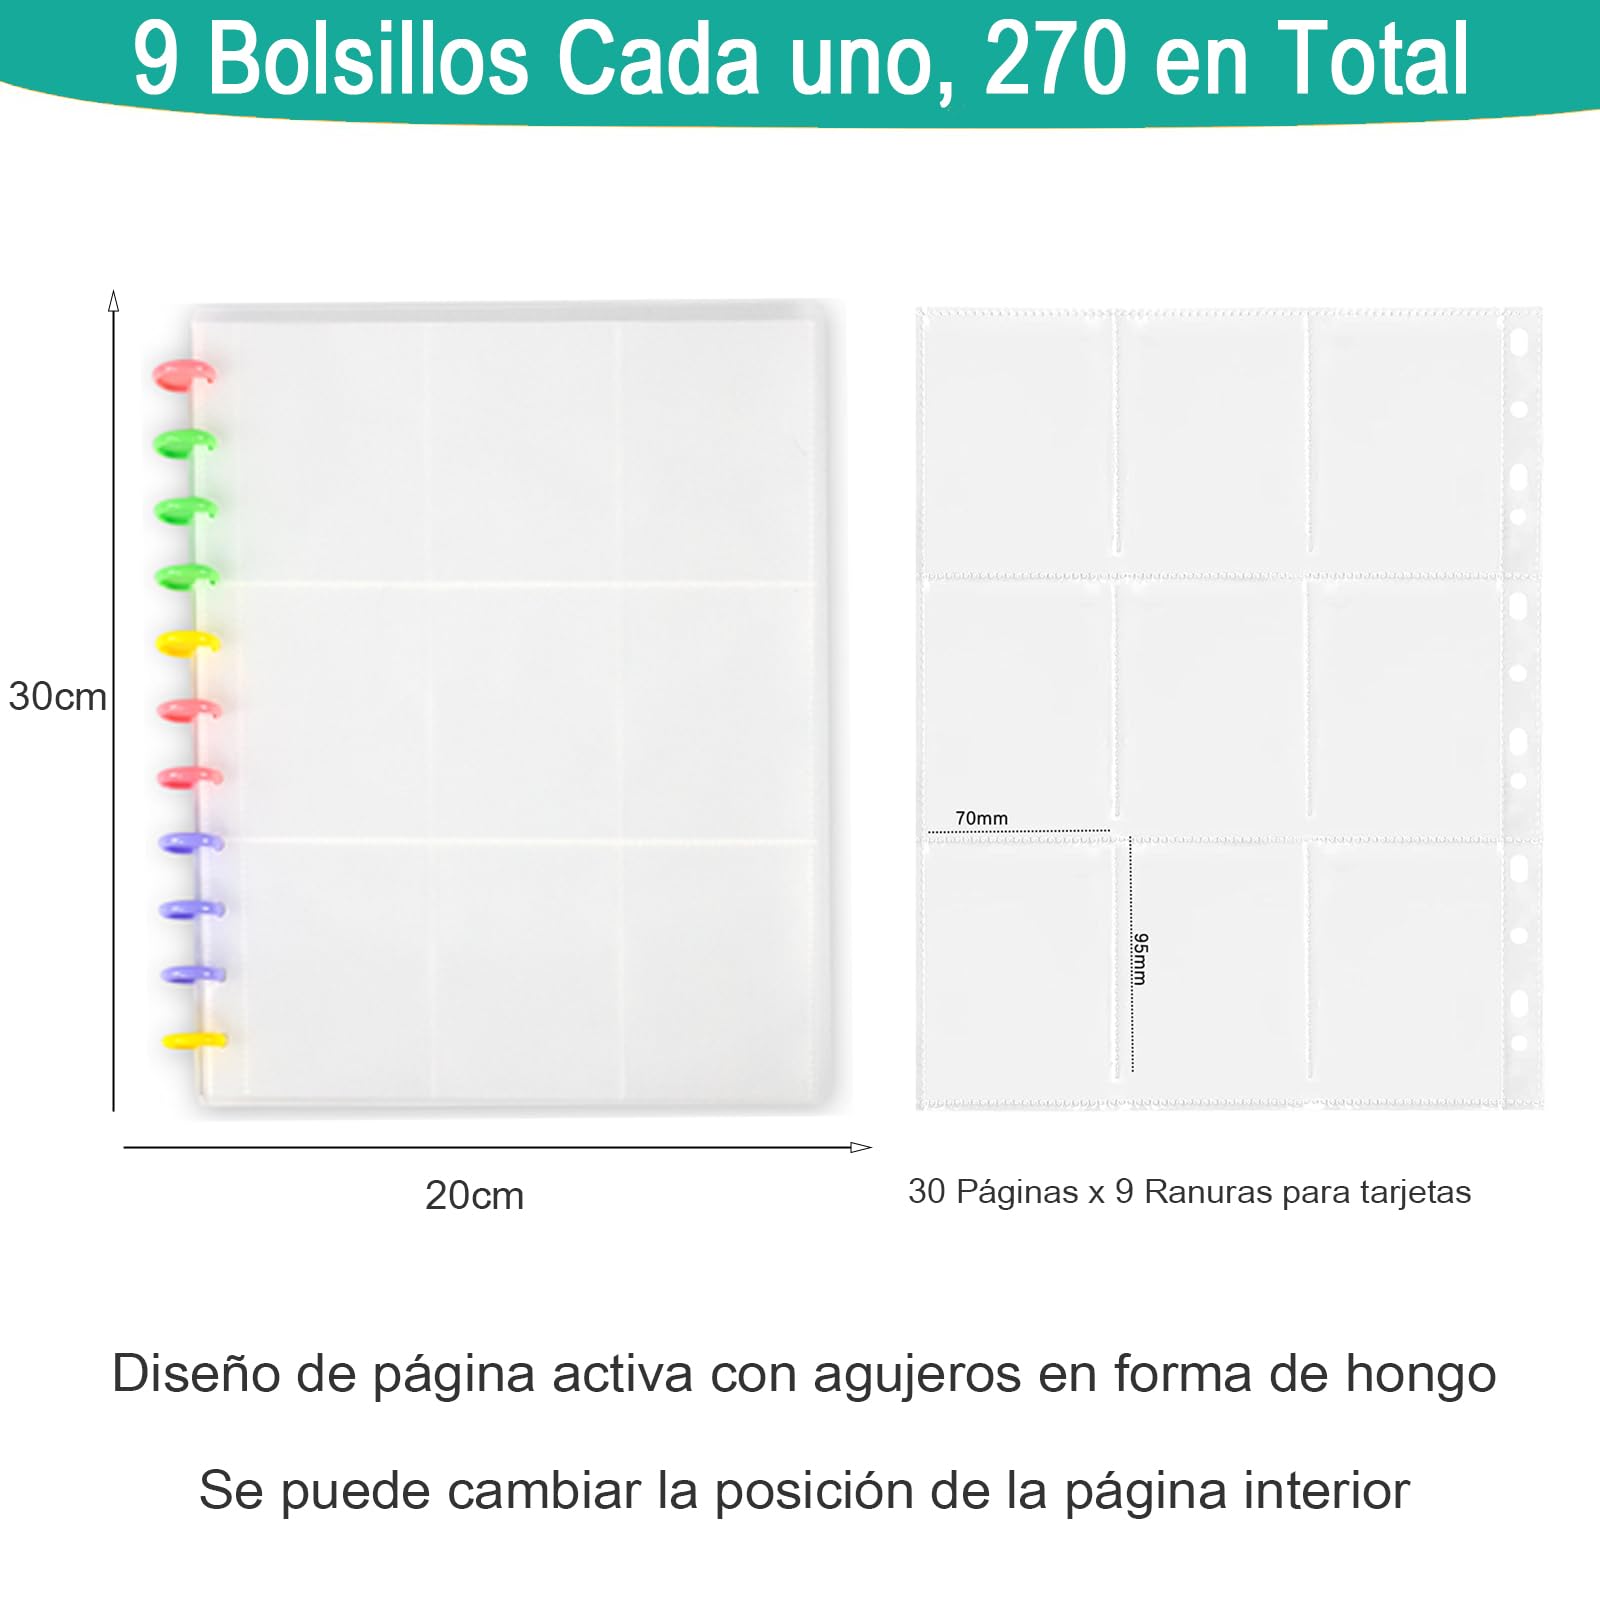 9 Bolsillos Cada uno, 270 en Total
30cm
70mm
95mm
20cm
30 Páginas x 9 Ranuras para tarjetas
Diseño de página activa con agujeros en forma de hongo
Se puede cambiar la posición de la página interior